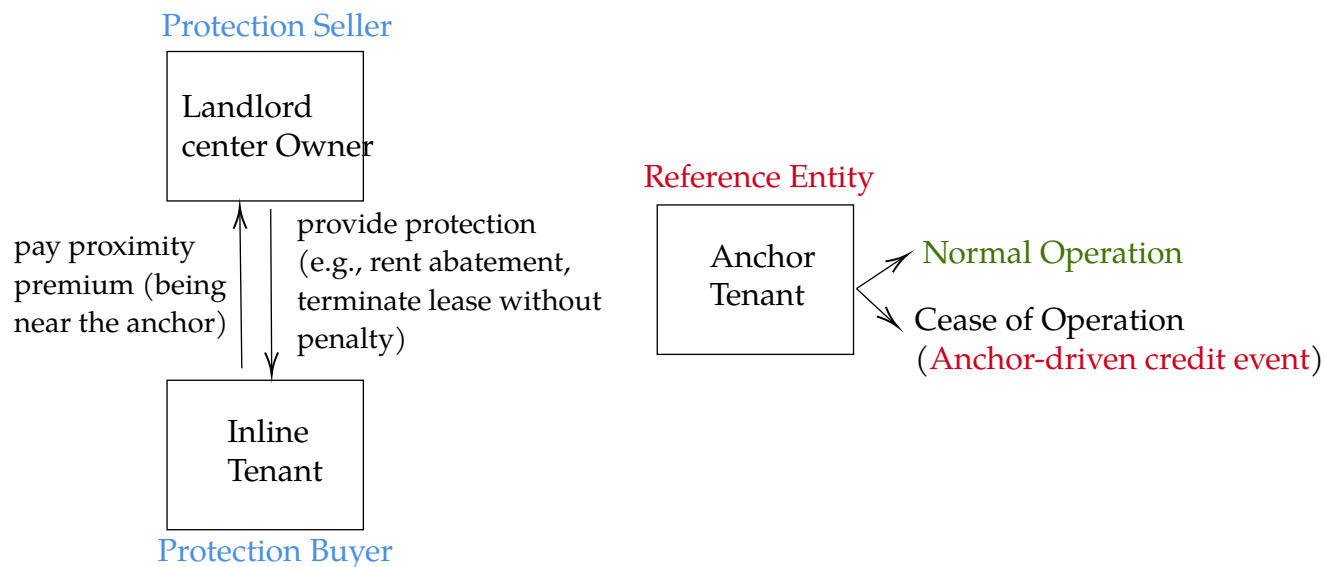 Protection Seller
Landlord
center Owner
pay proximity
premium (being
near the anchor)
provide protection
(e.g., rent abatement,
terminate lease without
penalty)
Inline
Tenant
Protection Buyer
Reference Entity
Anchor
Tenant
Normal Operation
Cease of Operation
(Anchor-driven credit event)